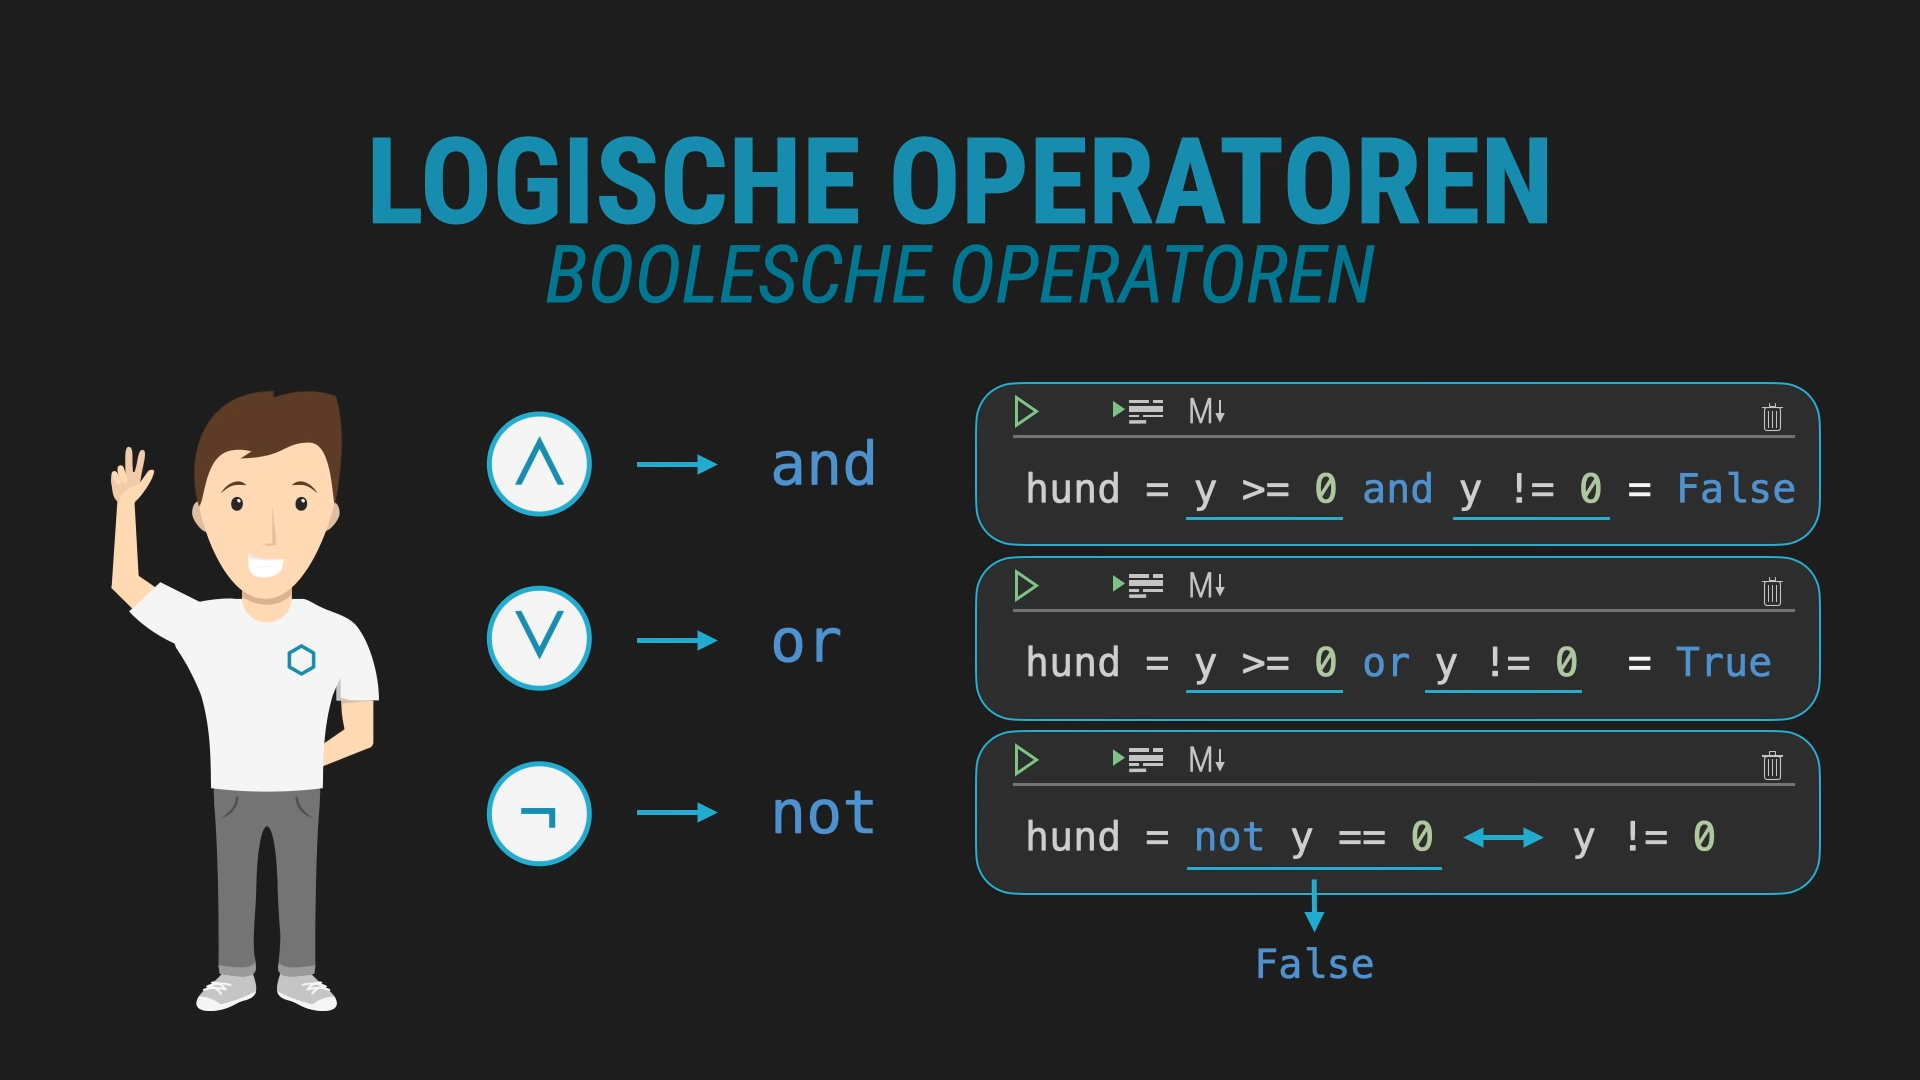 LOGISCHE OPERATOREN
BOOLESCHE OPERATOREN
∧ and
∨ or
¬ not
M↓
hund = y >= 0 and y != 0 = False
M↓
hund = y >= 0 or y != 0 = True
M↓
hund = not y == 0 ↔ y != 0
False